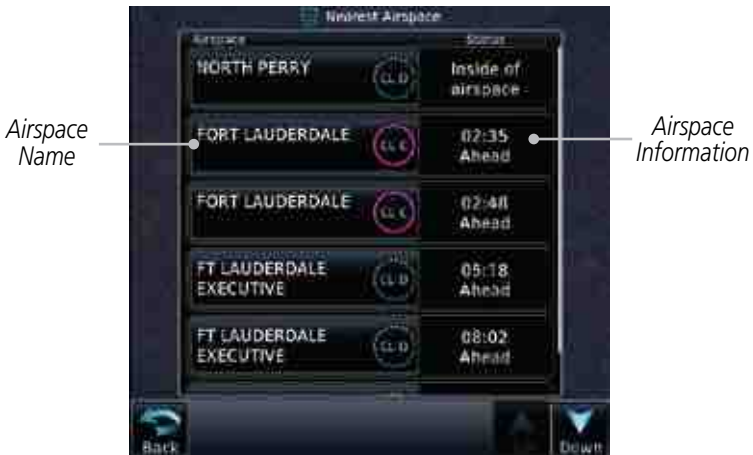 Nearest Airspace
Airspace
Status
NORTH PERRY
CL D
Inside of
airspace
Airspace
Name
FORT LAUDERDALE
CL C
02:35
Ahead
Airspace
Information
FORT LAUDERDALE
CL C
02:48
Ahead
FT LAUDERDALE
EXECUTIVE
CL D
05:18
Ahead
FT LAUDERDALE
EXECUTIVE
CL D
08:02
Ahead
Back
Down